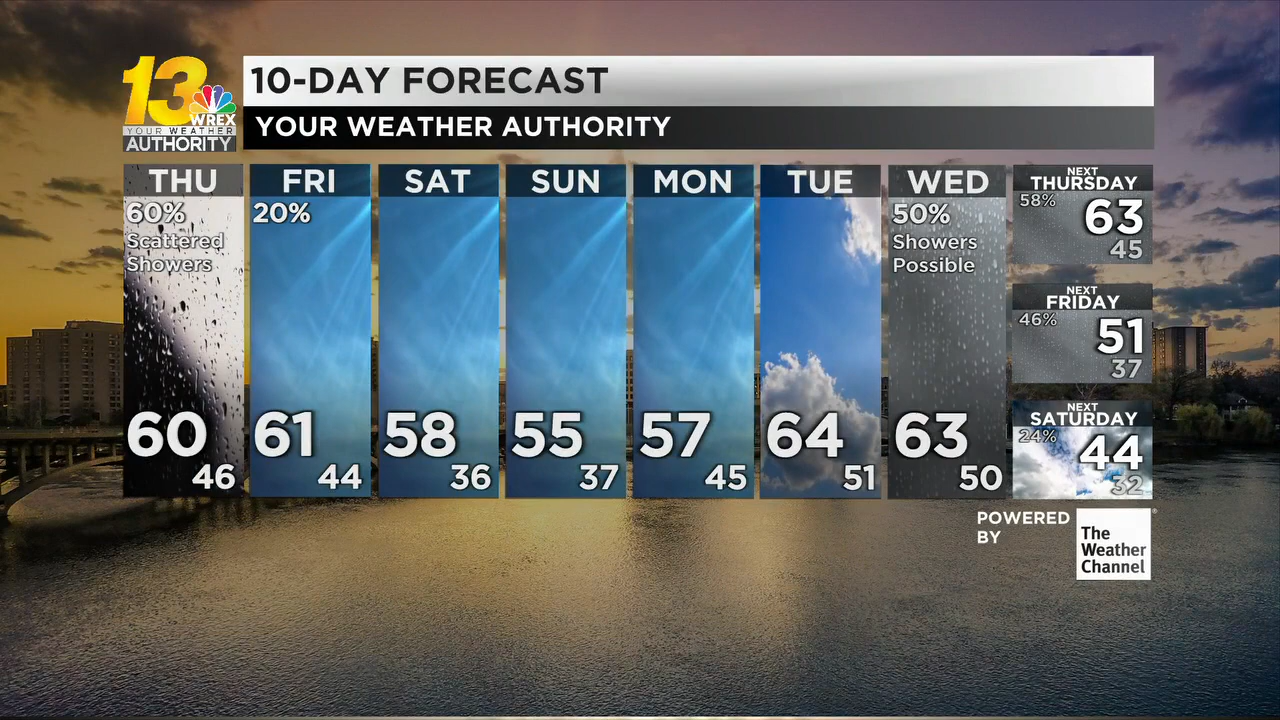 13
WREX
YOUR WEATHER
AUTHORITY
10-DAY FORECAST
YOUR WEATHER AUTHORITY
THU
60%
Scattered
Showers
60
46
FRI
20%
61
44
SAT
58
36
SUN
55
37
MON
57
45
TUE
64
51
WED
50%
Showers
Possible
63
50
NEXT
THURSDAY
58%
63
45
NEXT
FRIDAY
46%
51
37
NEXT
SATURDAY
24%
44
32
POWERED
BY
The
Weather
Channel
®